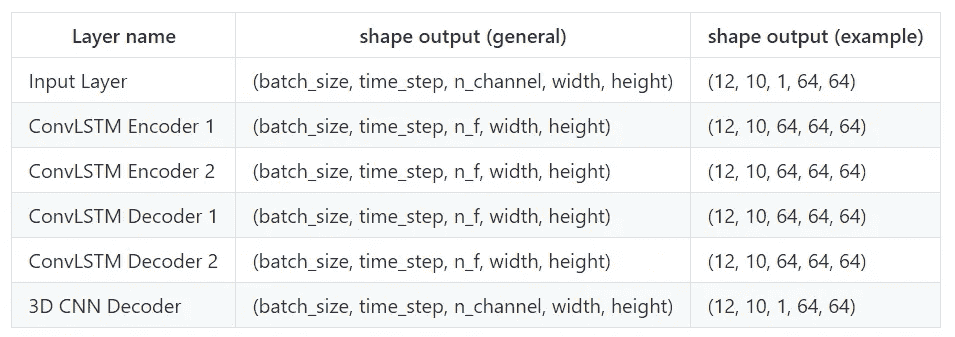 Layer name shape output (general) shape output (example)
Input Layer (batch_size, time_step, n_channel, width, height) (12, 10, 1, 64, 64)
ConvLSTM Encoder 1 (batch_size, time_step, n_f, width, height) (12, 10, 64, 64, 64)
ConvLSTM Encoder 2 (batch_size, time_step, n_f, width, height) (12, 10, 64, 64, 64)
ConvLSTM Decoder 1 (batch_size, time_step, n_f, width, height) (12, 10, 64, 64, 64)
ConvLSTM Decoder 2 (batch_size, time_step, n_f, width, height) (12, 10, 64, 64, 64)
3D CNN Decoder (batch_size, time_step, n_channel, width, height) (12, 10, 1, 64, 64)